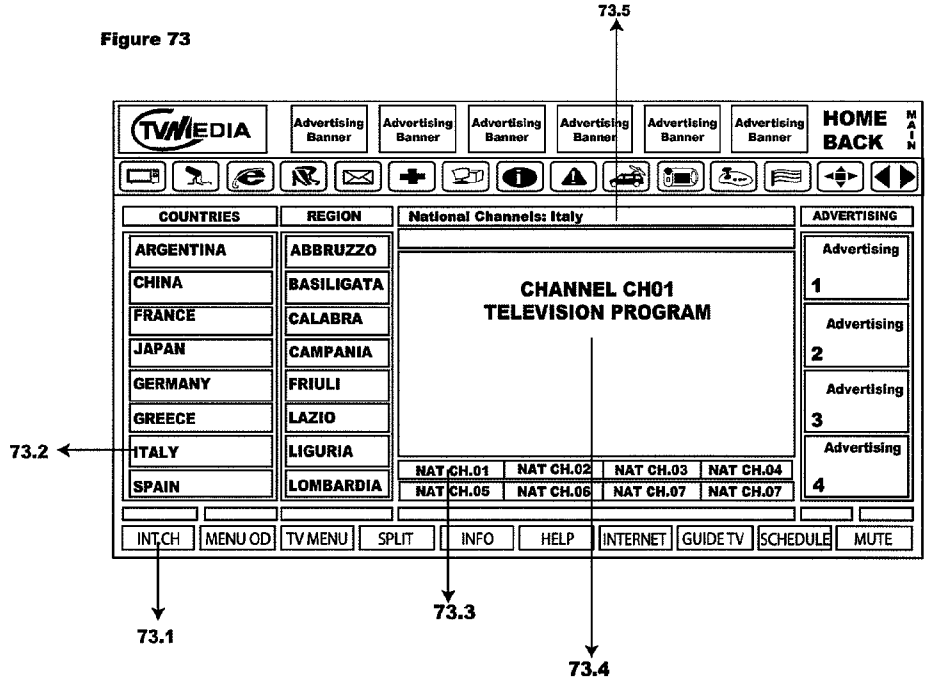 73.5
Figure 73
TVMEDIA
Advertising Banner
Advertising Banner
Advertising Banner
Advertising Banner
Advertising Banner
Advertising Banner
HOME
BACK
MAIN
COUNTRIES
REGION
National Channels: Italy
ADVERTISING
ARGENTINA
CHINA
FRANCE
JAPAN
GERMANY
GREECE
ITALY
SPAIN
ABBRUZZO
BASILIGATA
CALABRA
CAMPANIA
FRIULI
LAZIO
LIGURIA
LOMBARDIA
CHANNEL CH01
TELEVISION PROGRAM
Advertising
1
Advertising
2
Advertising
3
Advertising
4
73.2
NAT CH.01 NAT CH.02 NAT CH.03 NAT CH.04
NAT CH.05 NAT CH.06 NAT CH.07 NAT CH.07
INT.CH MENU OD TV MENU SPLIT INFO HELP INTERNET GUIDE TV SCHEDULE MUTE
73.1
73.3
73.4